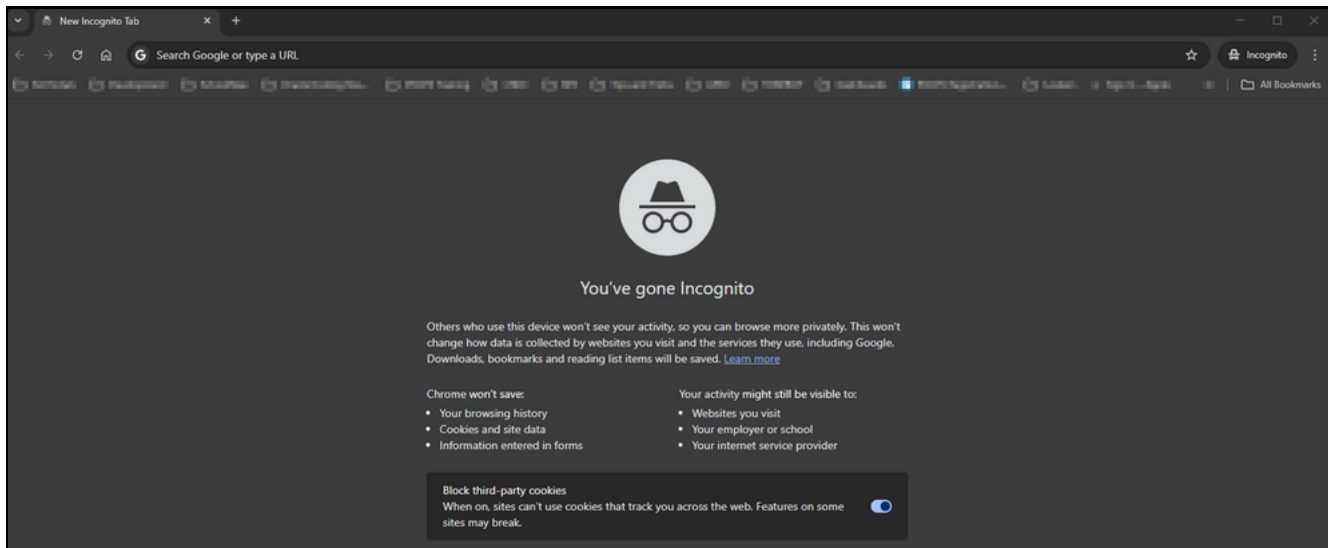 New Incognito Tab
Search Google or type a URL
Incognito
All Bookmarks
You've gone Incognito
Others who use this device won't see your activity, so you can browse more privately. This won't
change how data is collected by websites you visit and the services they use, including Google.
Downloads, bookmarks and reading list items will be saved. Learn more
Chrome won't save:
• Your browsing history
• Cookies and site data
• Information entered in forms
Your activity might still be visible to:
• Websites you visit
• Your employer or school
• Your internet service provider
Block third-party cookies
When on, sites can't use cookies that track you across the web. Features on some
sites may break.